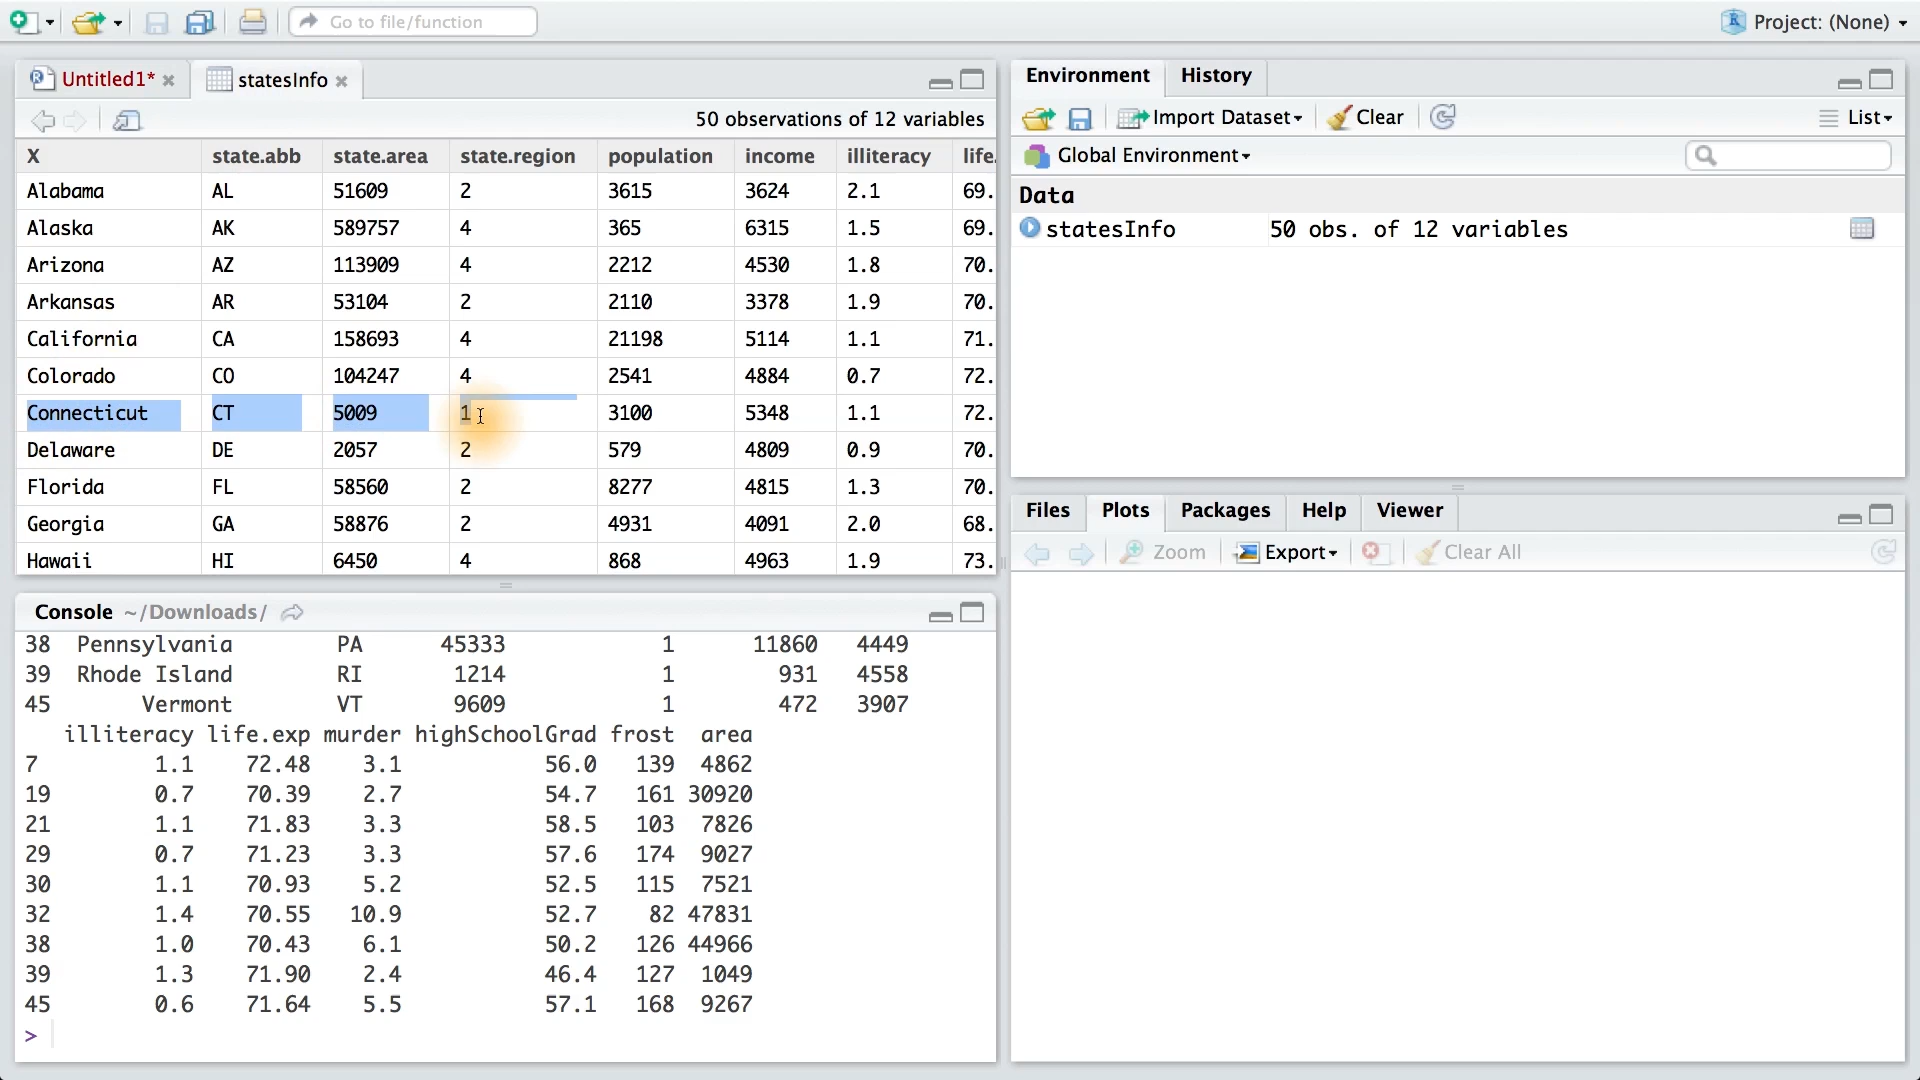 Go to file/function
Project: (None)
Untitled1*
statesInfo
50 observations of 12 variables
X state.abb state.area state.region population income illiteracy life.
Alabama AL 51609 2 3615 3624 2.1 69.
Alaska AK 589757 4 365 6315 1.5 69.
Arizona AZ 113909 4 2212 4530 1.8 70.
Arkansas AR 53104 2 2110 3378 1.9 70.
California CA 158693 4 21198 5114 1.1 71.
Colorado CO 104247 4 2541 4884 0.7 72.
Connecticut CT 5009 1 3100 5348 1.1 72.
Delaware DE 2057 2 579 4809 0.9 70.
Florida FL 58560 2 8277 4815 1.3 70.
Georgia GA 58876 2 4931 4091 2.0 68.
Hawaii HI 6450 4 868 4963 1.9 73.
Console ~/Downloads/
38 Pennsylvania PA 45333 1 11860 4449
39 Rhode Island RI 1214 1 931 4558
45 Vermont VT 9609 1 472 3907
illiteracy life.exp murder highSchoolGrad frost area
7 1.1 72.48 3.1 56.0 139 4862
19 0.7 70.39 2.7 54.7 161 30920
21 1.1 71.83 3.3 58.5 103 7826
29 0.7 71.23 3.3 57.6 174 9027
30 1.1 70.93 5.2 52.5 115 7521
32 1.4 70.55 10.9 52.7 82 47831
38 1.0 70.43 6.1 50.2 126 44966
39 1.3 71.90 2.4 46.4 127 1049
45 0.6 71.64 5.5 57.1 168 9267
>
Environment History
Import Dataset Clear List
Global Environment
Data
statesInfo 50 obs. of 12 variables
Files Plots Packages Help Viewer
Zoom Export Clear All